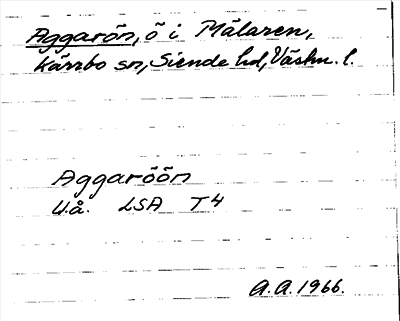 Aggarön, ö i Mälaren,
Kärrbo sn, Siende hd, Västm. l.
Aggaröön
U.å. LSA T4
A.A. 1966.